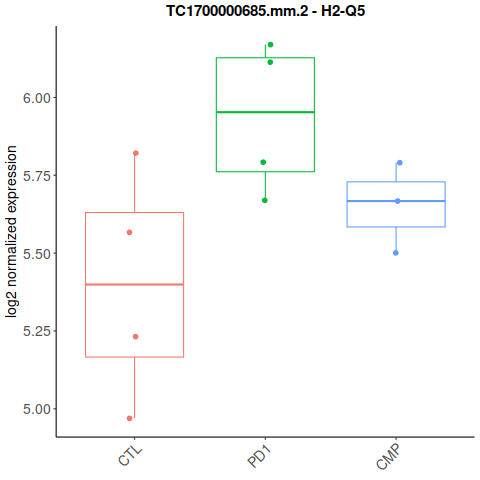 TC1700000685.mm.2 - H2-Q5
log2 normalized expression
6.00
5.75
5.50
5.25
5.00
CTL
PD1
CMP